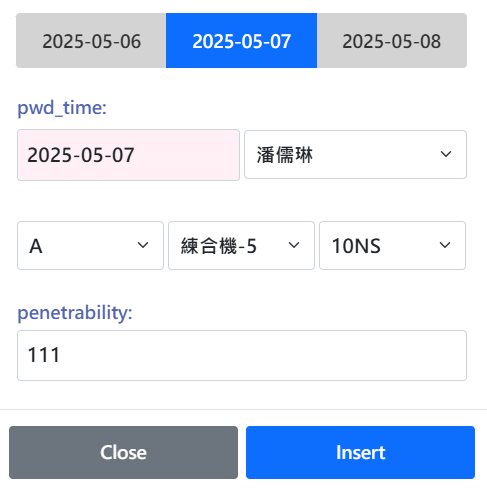 2025-05-06 2025-05-07 2025-05-08
pwd_time:
2025-05-07 潘儒琳
A 練合機-5 10NS
penetrability:
111
Close Insert